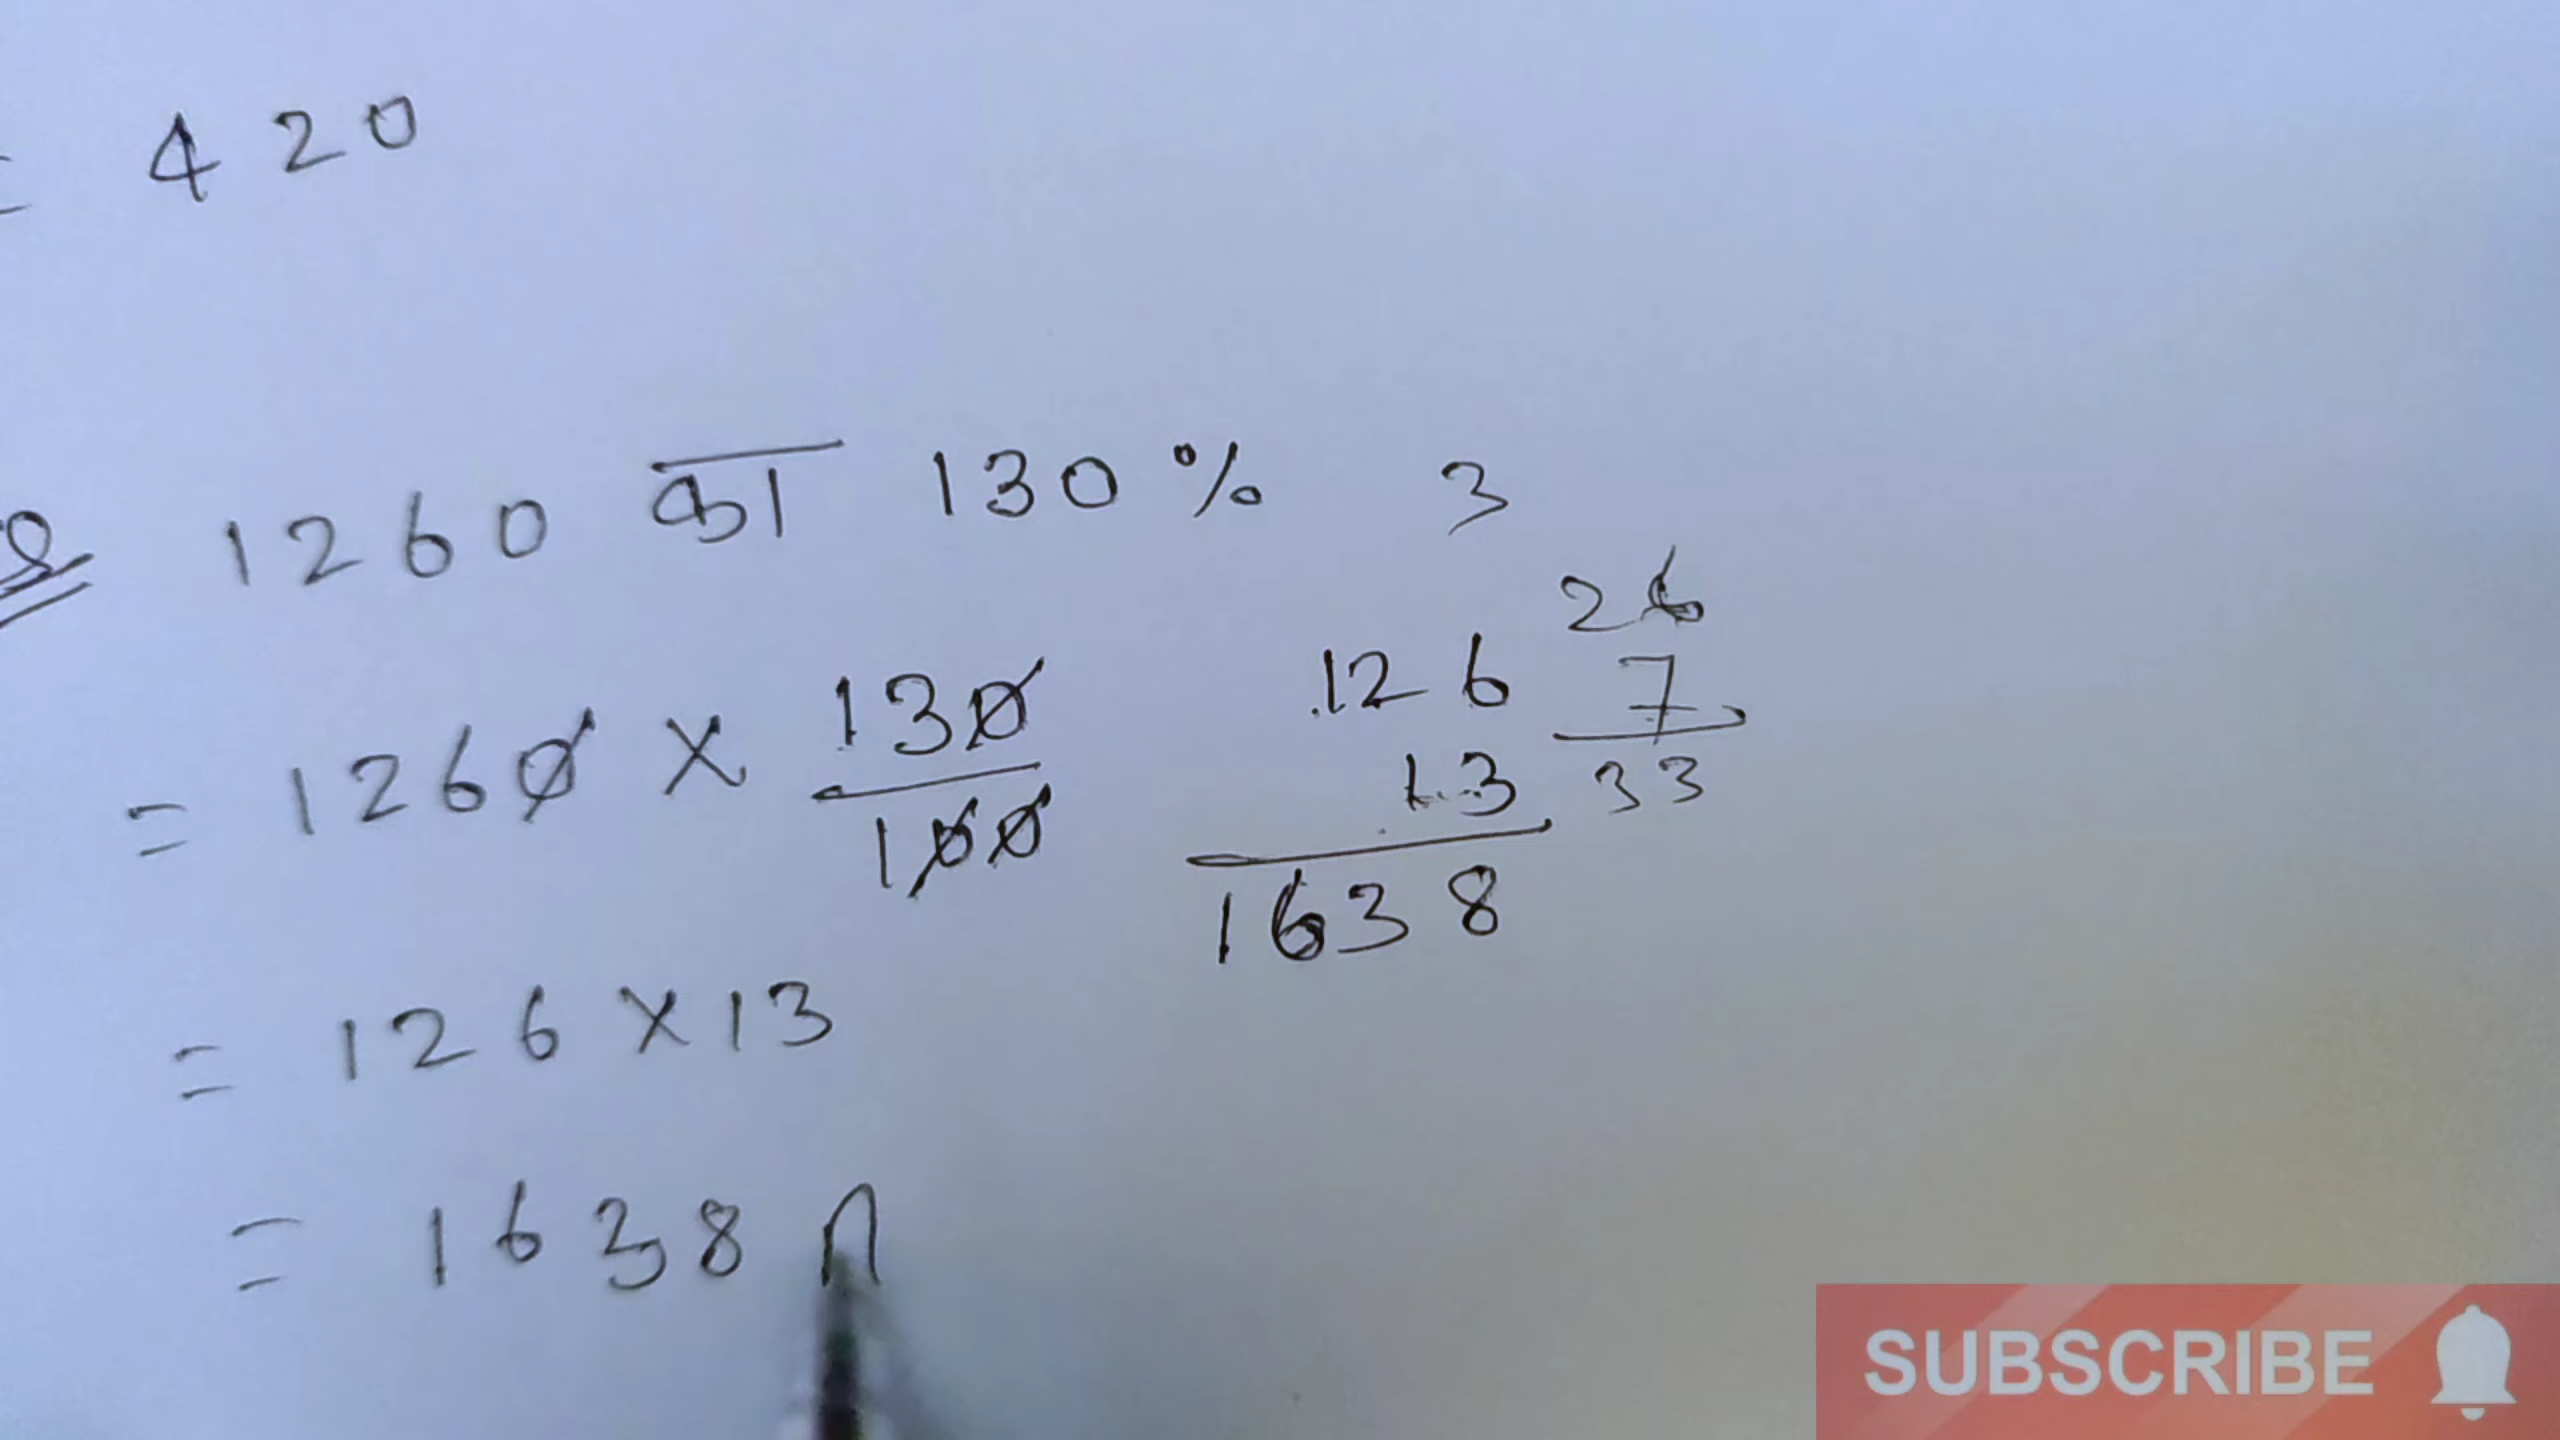 = 420
Q 1260 का 130 %
= 1260 × 130/100
= 126 × 13
= 1638 A
3
26
7
33
126
13
1638
SUBSCRIBE